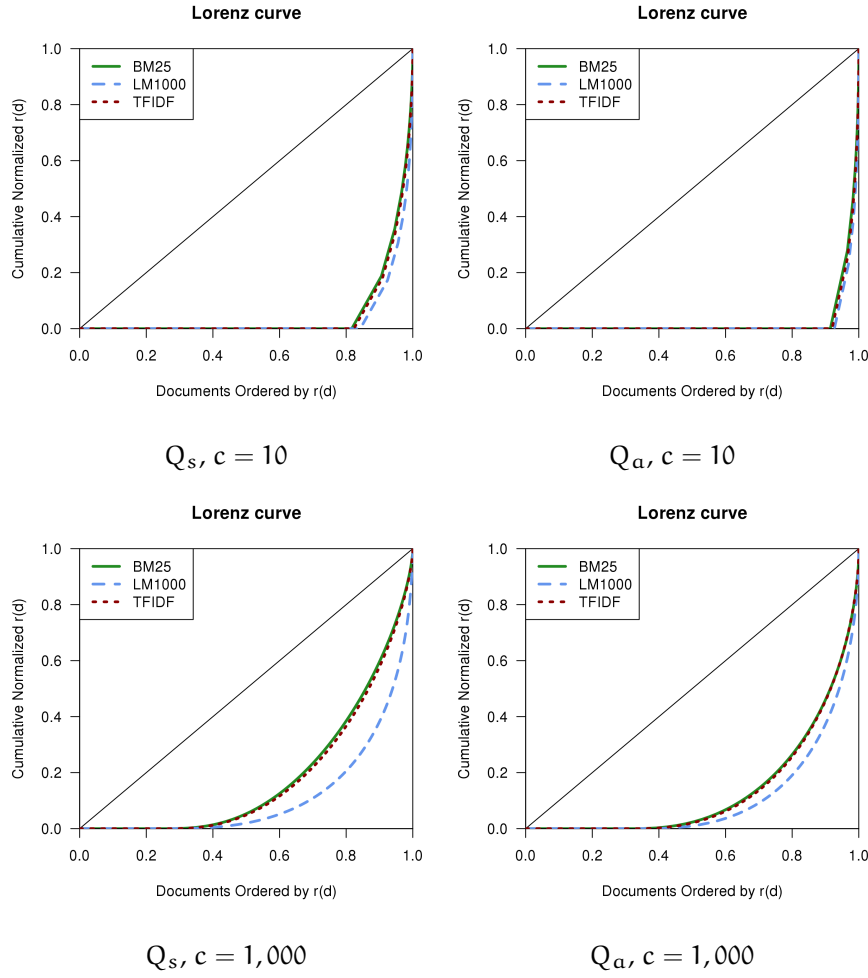 Lorenz curve
BM25
LM1000
TFIDF
Cumulative Normalized r(d)
1.0
0.8
0.6
0.4
0.2
0.0
0.0 0.2 0.4 0.6 0.8 1.0
Documents Ordered by r(d)
Qs, c = 10
Lorenz curve
BM25
LM1000
TFIDF
Cumulative Normalized r(d)
1.0
0.8
0.6
0.4
0.2
0.0
0.0 0.2 0.4 0.6 0.8 1.0
Documents Ordered by r(d)
Qa, c = 10
Lorenz curve
BM25
LM1000
TFIDF
Cumulative Normalized r(d)
1.0
0.8
0.6
0.4
0.2
0.0
0.0 0.2 0.4 0.6 0.8 1.0
Documents Ordered by r(d)
Qs, c = 1,000
Lorenz curve
BM25
LM1000
TFIDF
Cumulative Normalized r(d)
1.0
0.8
0.6
0.4
0.2
0.0
0.0 0.2 0.4 0.6 0.8 1.0
Documents Ordered by r(d)
Qa, c = 1,000